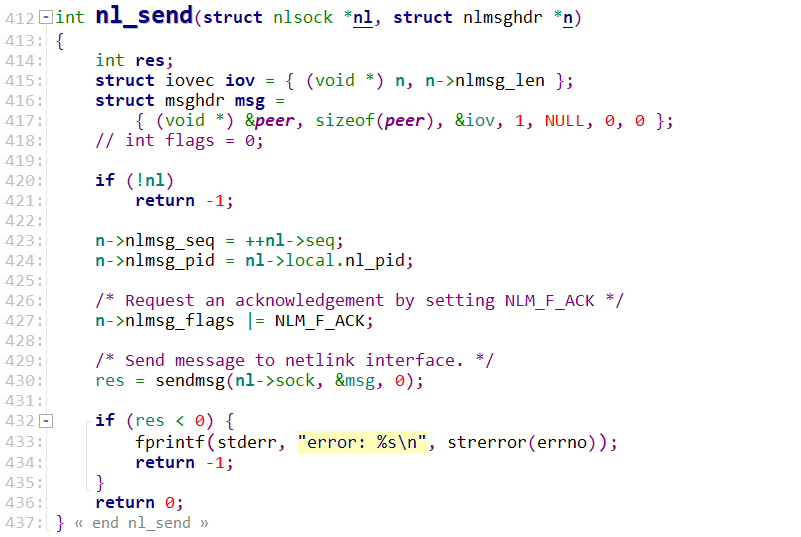 412 int nl_send(struct nlsock *nl, struct nlmsghdr *n)
413: {
414: int res;
415: struct iovec iov = { (void *) n, n->nlmsg_len };
416: struct msghdr msg =
417: { (void *) &peer, sizeof(peer), &iov, 1, NULL, 0, 0 };
418: // int flags = 0;
419:
420: if (!nl)
421: return -1;
422:
423: n->nlmsg_seq = ++nl->seq;
424: n->nlmsg_pid = nl->local.nl_pid;
425:
426: /* Request an acknowledgement by setting NLM_F_ACK */
427: n->nlmsg_flags |= NLM_F_ACK;
428:
429: /* Send message to netlink interface. */
430: res = sendmsg(nl->sock, &msg, 0);
431:
432 if (res < 0) {
433: fprintf(stderr, "error: %s\n", strerror(errno));
434: return -1;
435: }
436: return 0;
437: } « end nl_send »